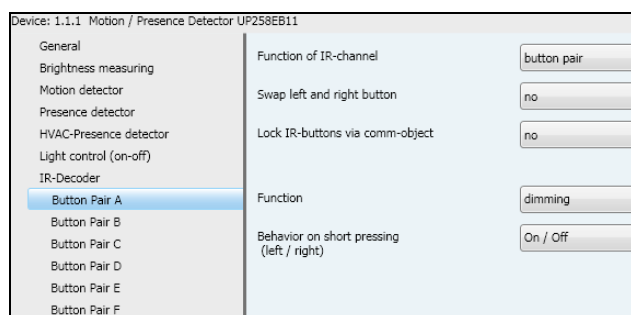 Device: 1.1.1 Motion / Presence Detector UP258EB11
General
Brightness measuring
Motion detector
Presence detector
HVAC-Presence detector
Light control (on-off)
IR-Decoder
Button Pair A
Button Pair B
Button Pair C
Button Pair D
Button Pair E
Button Pair F
Function of IR-channel
button pair
Swap left and right button
no
Lock IR-buttons via comm-object
no
Function
dimming
Behavior on short pressing
(left / right)
On / Off